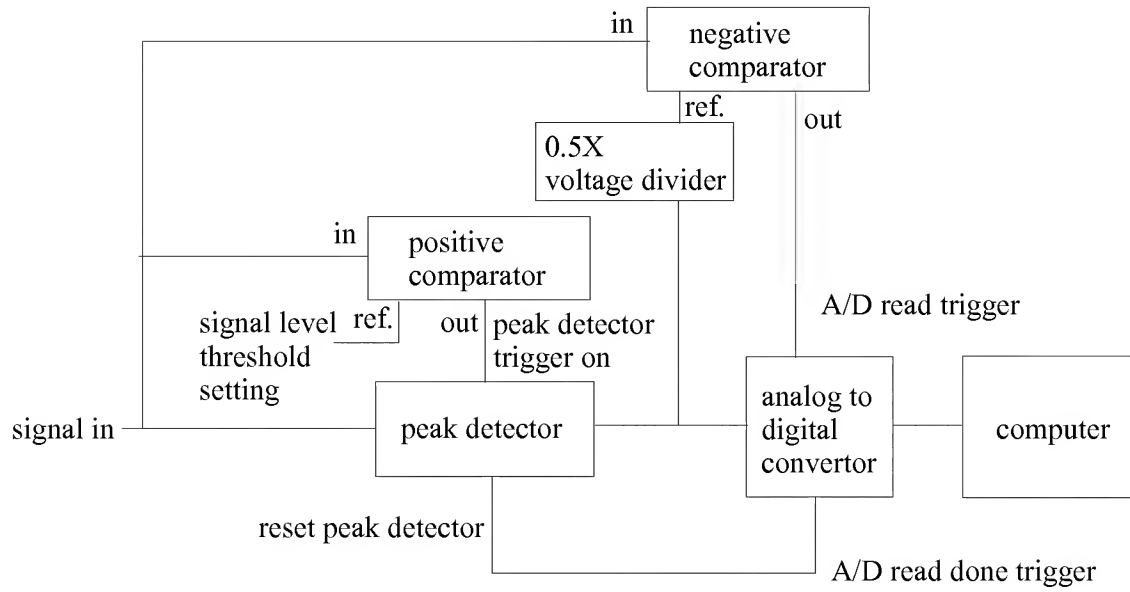 in
negative
comparator
ref.
out
0.5X
voltage divider
in
positive
comparator
A/D read trigger
signal level
threshold
setting
ref.
out
peak detector
trigger on
signal in
peak detector
analog to
digital
convertor
computer
reset peak detector
A/D read done trigger